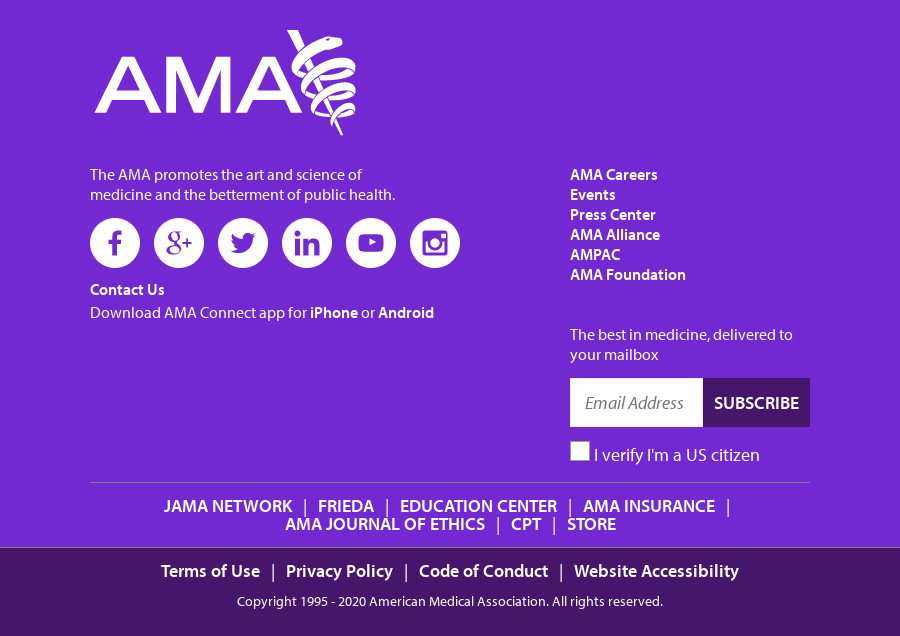 AMA
The AMA promotes the art and science of
medicine and the betterment of public health.
Contact Us
Download AMA Connect app for iPhone or Android
AMA Careers
Events
Press Center
AMA Alliance
AMPAC
AMA Foundation
The best in medicine, delivered to
your mailbox
Email Address SUBSCRIBE
I verify I'm a US citizen
JAMA NETWORK | FRIEDA | EDUCATION CENTER | AMA INSURANCE |
AMA JOURNAL OF ETHICS | CPT | STORE
Terms of Use | Privacy Policy | Code of Conduct | Website Accessibility
Copyright 1995 - 2020 American Medical Association. All rights reserved.